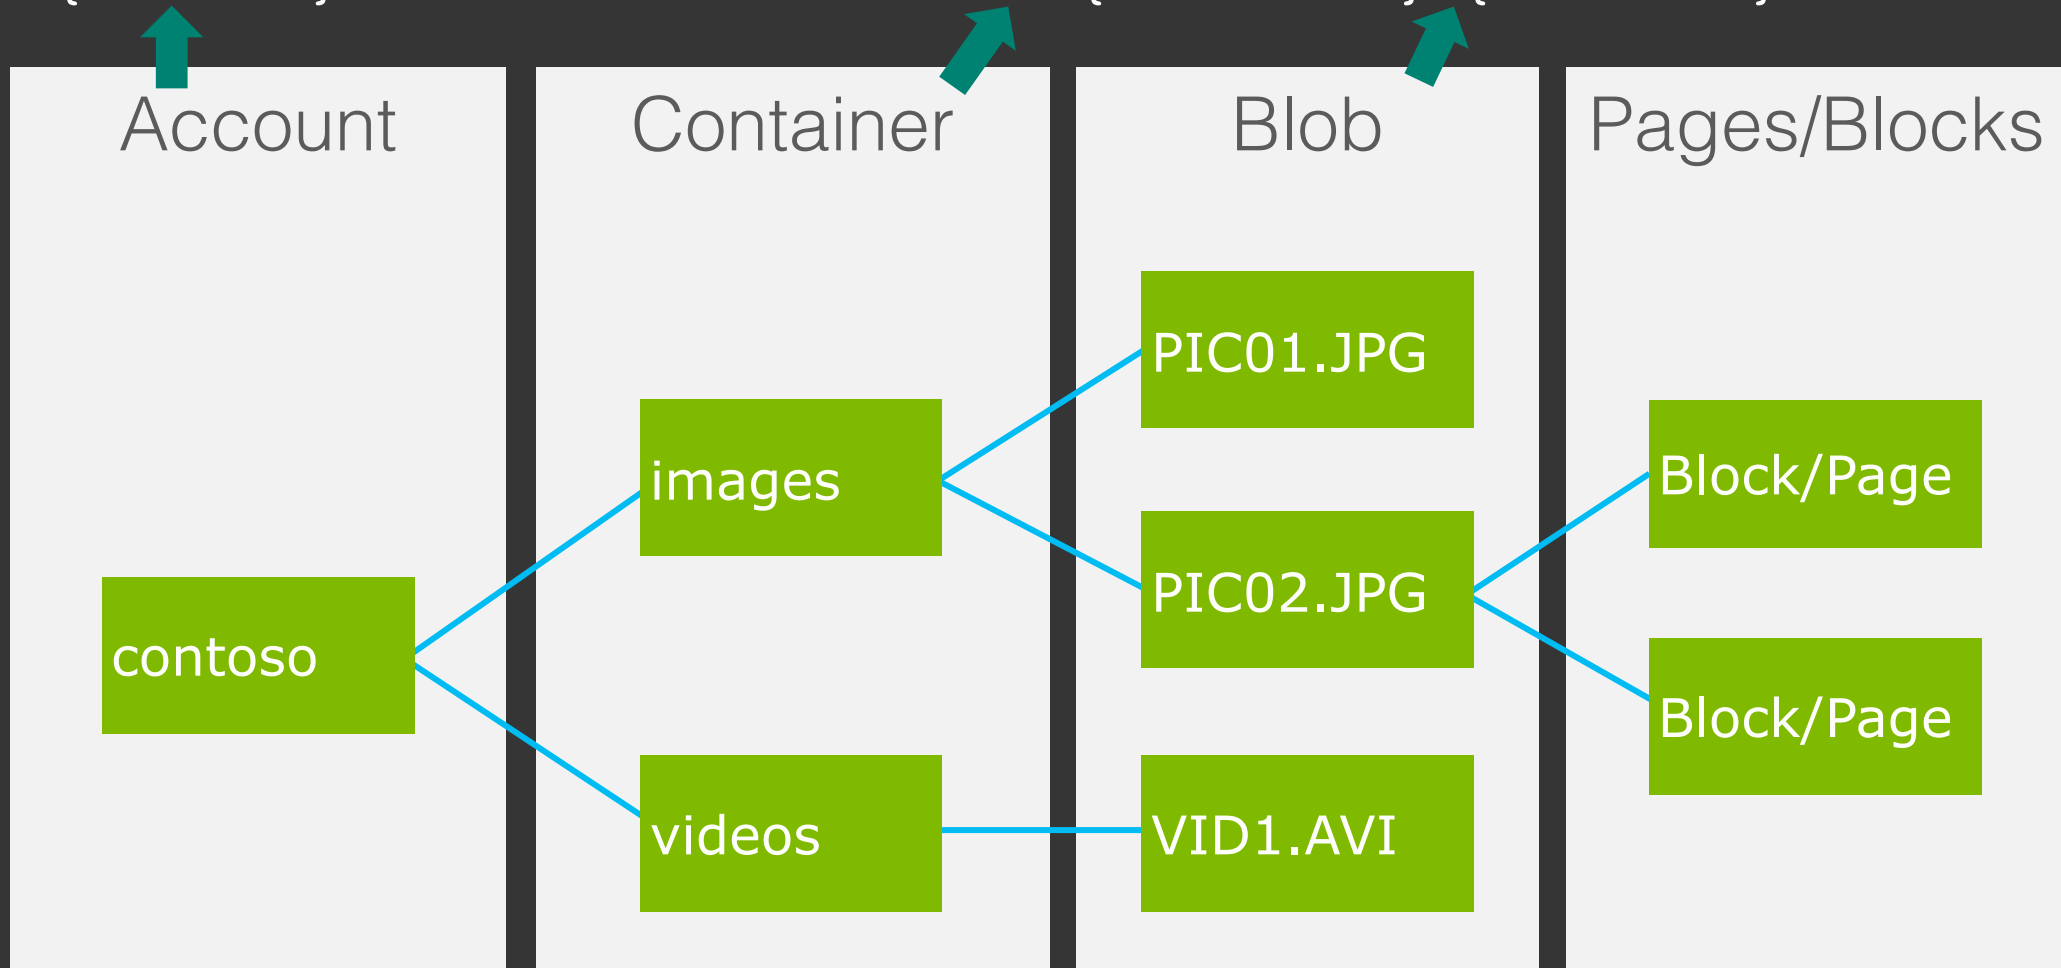 Account
Container
Blob
Pages/Blocks
PIC01.JPG
images
Block/Page
PIC02.JPG
contoso
Block/Page
videos
VID1.AVI